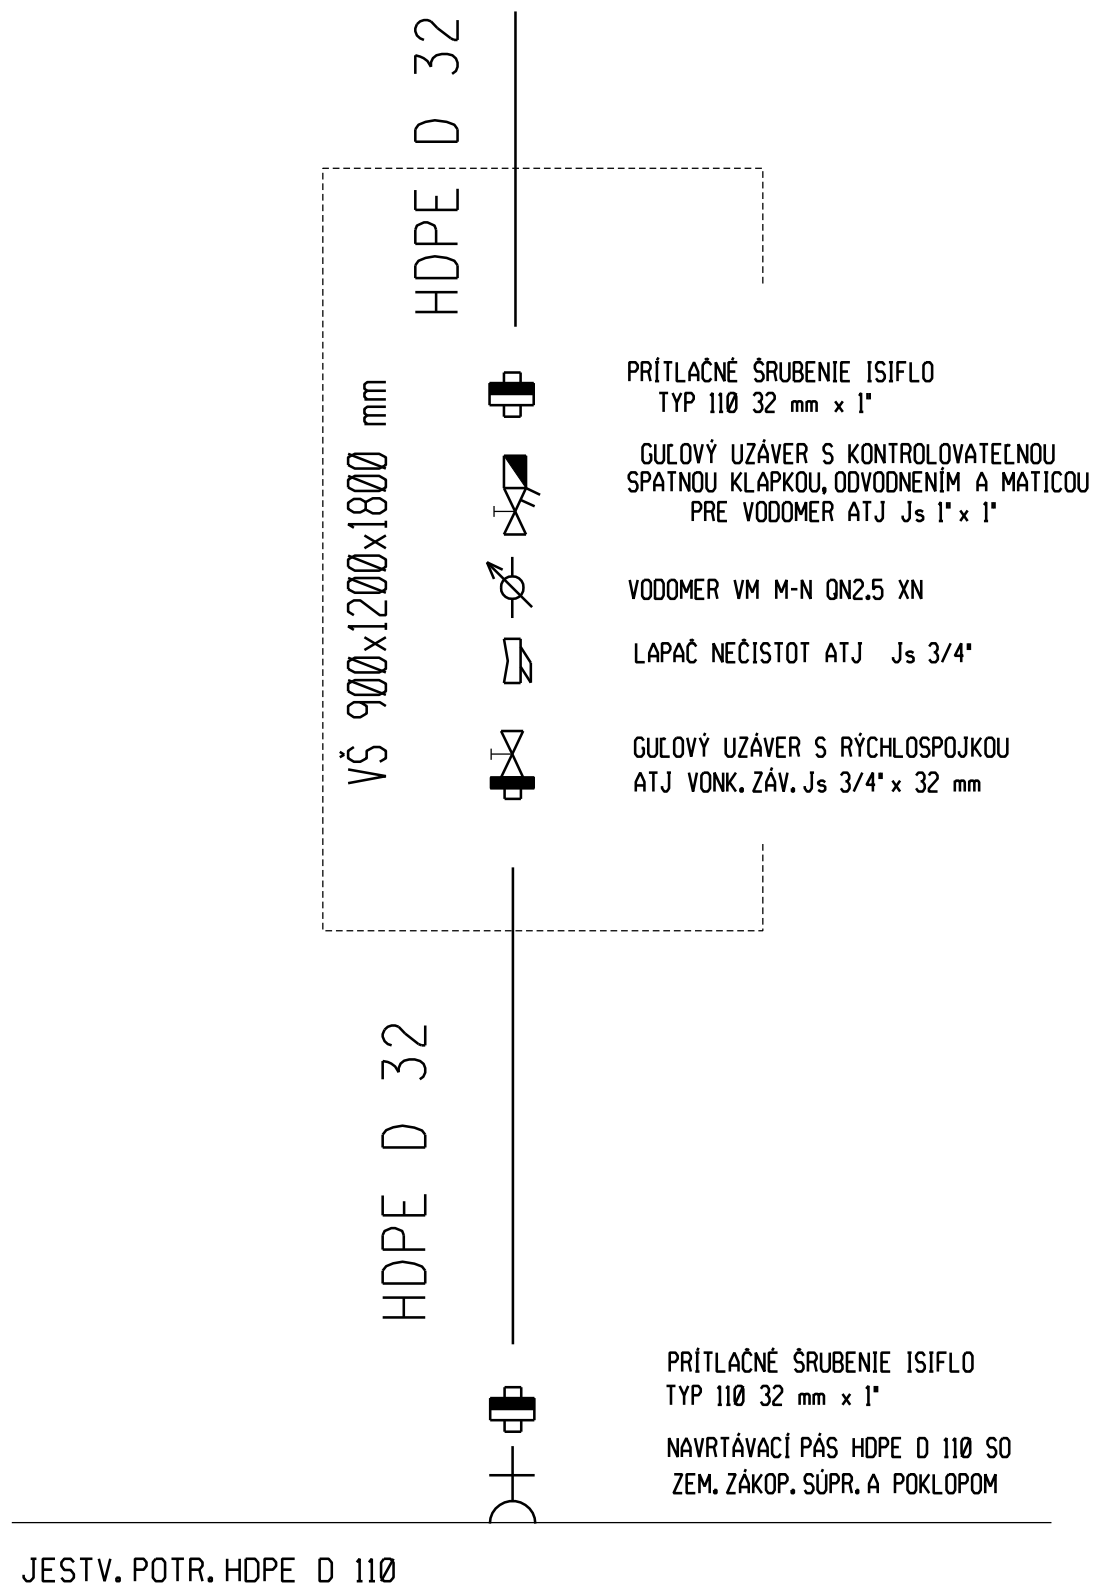 HDPE D 32
PRÍTLAČNÉ ŠRUBENIE ISIFLO
TYP 110 32 mm x 1"
GUĽOVÝ UZÁVER S KONTROLOVATEĽNOU
SPATNOU KLAPKOU, ODVODNENÍM A MATICOU
PRE VODOMER ATJ Js 1" x 1"
VŠ 900x1200x1800 mm
VODOMER VM M-N QN2.5 XN
LAPAČ NEČISTOT ATJ Js 3/4"
GUĽOVÝ UZÁVER S RÝCHLOSPOJKOU
ATJ VONK. ZÁV. Js 3/4" x 32 mm
HDPE D 32
PRÍTLAČNÉ ŠRUBENIE ISIFLO
TYP 110 32 mm x 1"
NAVRTÁVACÍ PÁS HDPE D 110 SO
ZEM. ZÁKOP. SÚPR. A POKLOPOM
JESTV. POTR. HDPE D 110